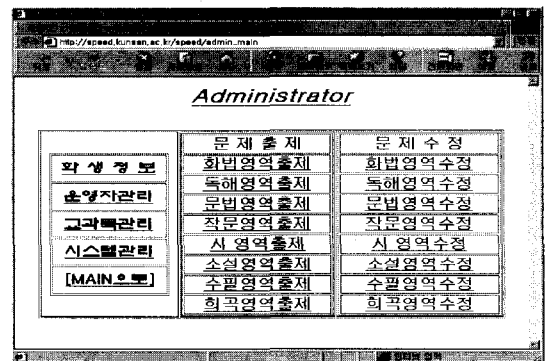 http://speed.kunsan.ac.kr/speed/admin_main
Administrator
학 생 정 보
운영자관리
교과목관리
시스템관리
[MAIN으로]
문 제 출 제
문 제 수 정
화법영역출제
화법영역수정
독해영역출제
독해영역수정
문법영역출제
문법영역수정
작문영역출제
작문영역수정
시 영역출제
시 영역수정
소설영역출제
소설영역수정
수필영역출제
수필영역수정
희곡영역출제
희곡영역수정